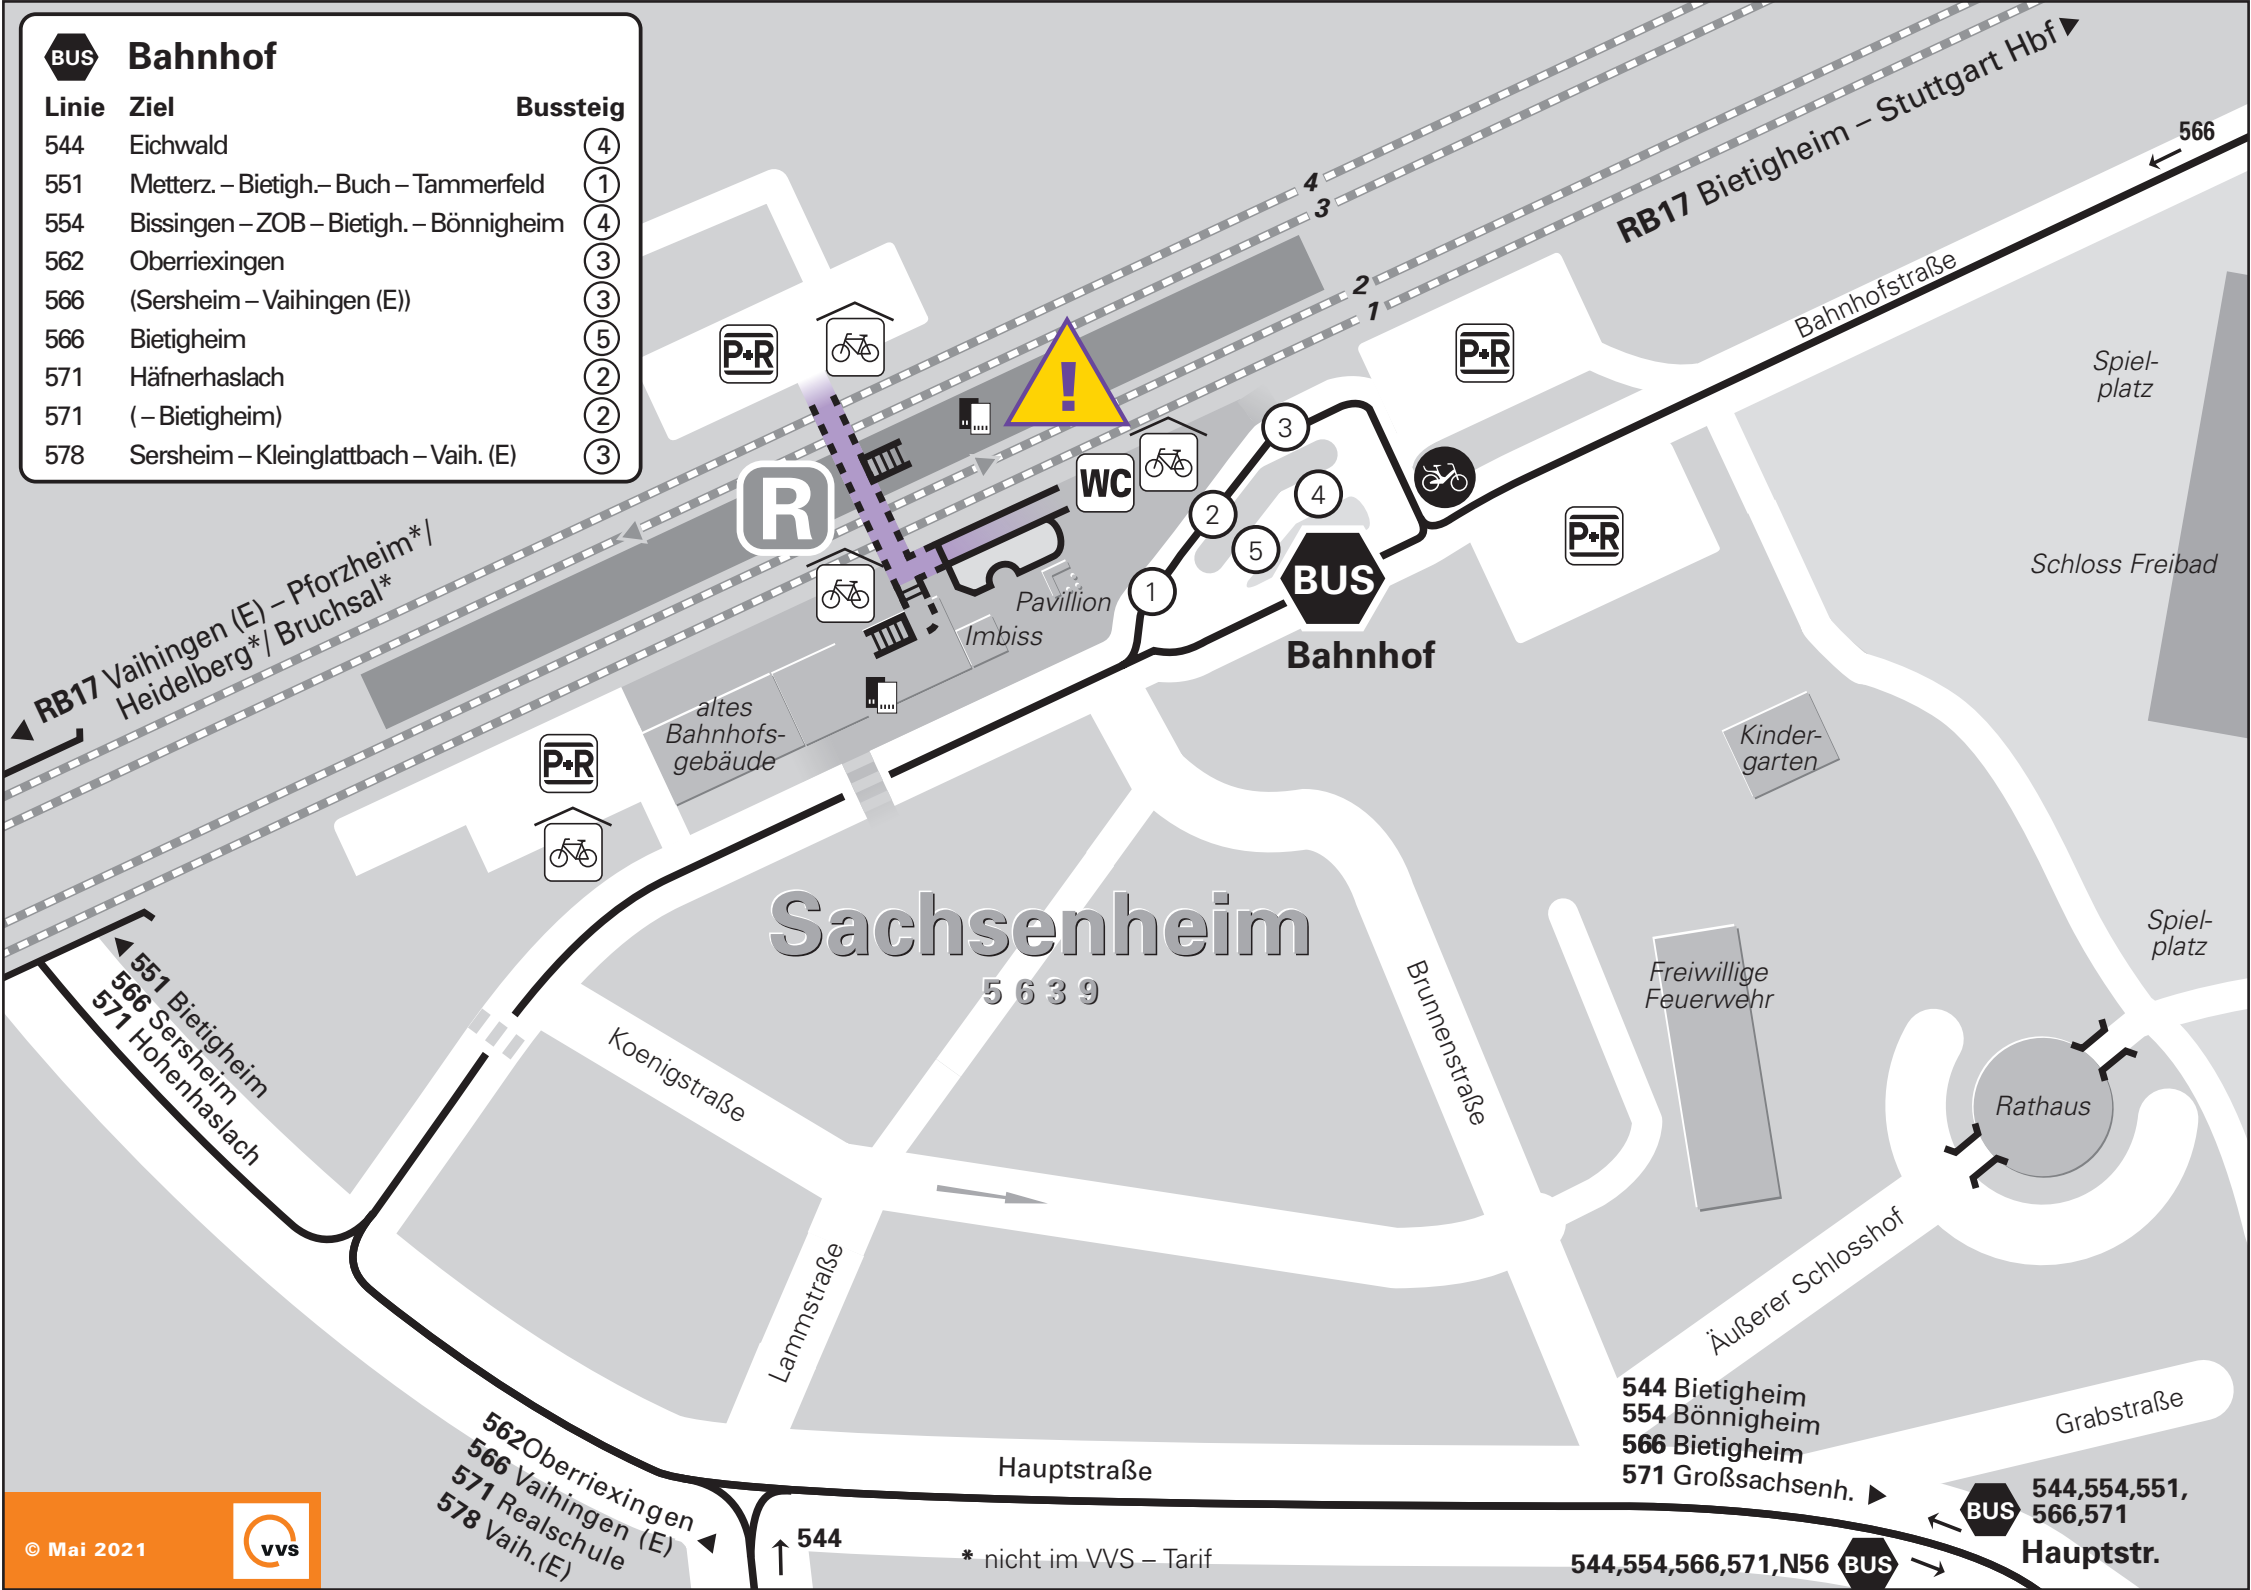 BUS Bahnhof
Linie Ziel Bussteig
544 Eichwald 4
551 Metterz. – Bietigh.– Buch – Tammerfeld 1
554 Bissingen – ZOB – Bietigh. – Bönnigheim 4
562 Oberriexingen 3
566 (Sersheim – Vaihingen (E)) 3
566 Bietigheim 5
571 Häfnerhaslach 2
571 ( – Bietigheim) 2
578 Sersheim – Kleinglattbach – Vaih. (E) 3
4
3
2
1
RB17 Bietigheim – Stuttgart Hbf
566
Bahnhofstraße
Spiel-
platz
P+R
P+R
!
R
WC
3
4
2
5
1
P+R
BUS
Bahnhof
Schloss Freibad
RB17 Vaihingen (E) – Pforzheim*/
Heidelberg*/ Bruchsal*
Pavillion
Imbiss
altes
Bahnhofs-
gebäude
P+R
Kinder-
garten
Sachsenheim
5639
Spiel-
platz
Freiwillige
Feuerwehr
Brunnenstraße
551 Bietigheim
566 Sersheim
571 Hohenhaslach
Koenigstraße
Rathaus
Lammstraße
Äußerer Schlosshof
Grabstraße
544 Bietigheim
554 Bönnigheim
566 Bietigheim
571 Großsachsenh.
Hauptstraße
562Oberriexingen
566 Vaihingen (E)
571 Realschule
578 Vaih.(E)
544
* nicht im VVS – Tarif
BUS 544,554,551,
566,571
Hauptstr.
544,554,566,571,N56 BUS
© Mai 2021
VVS